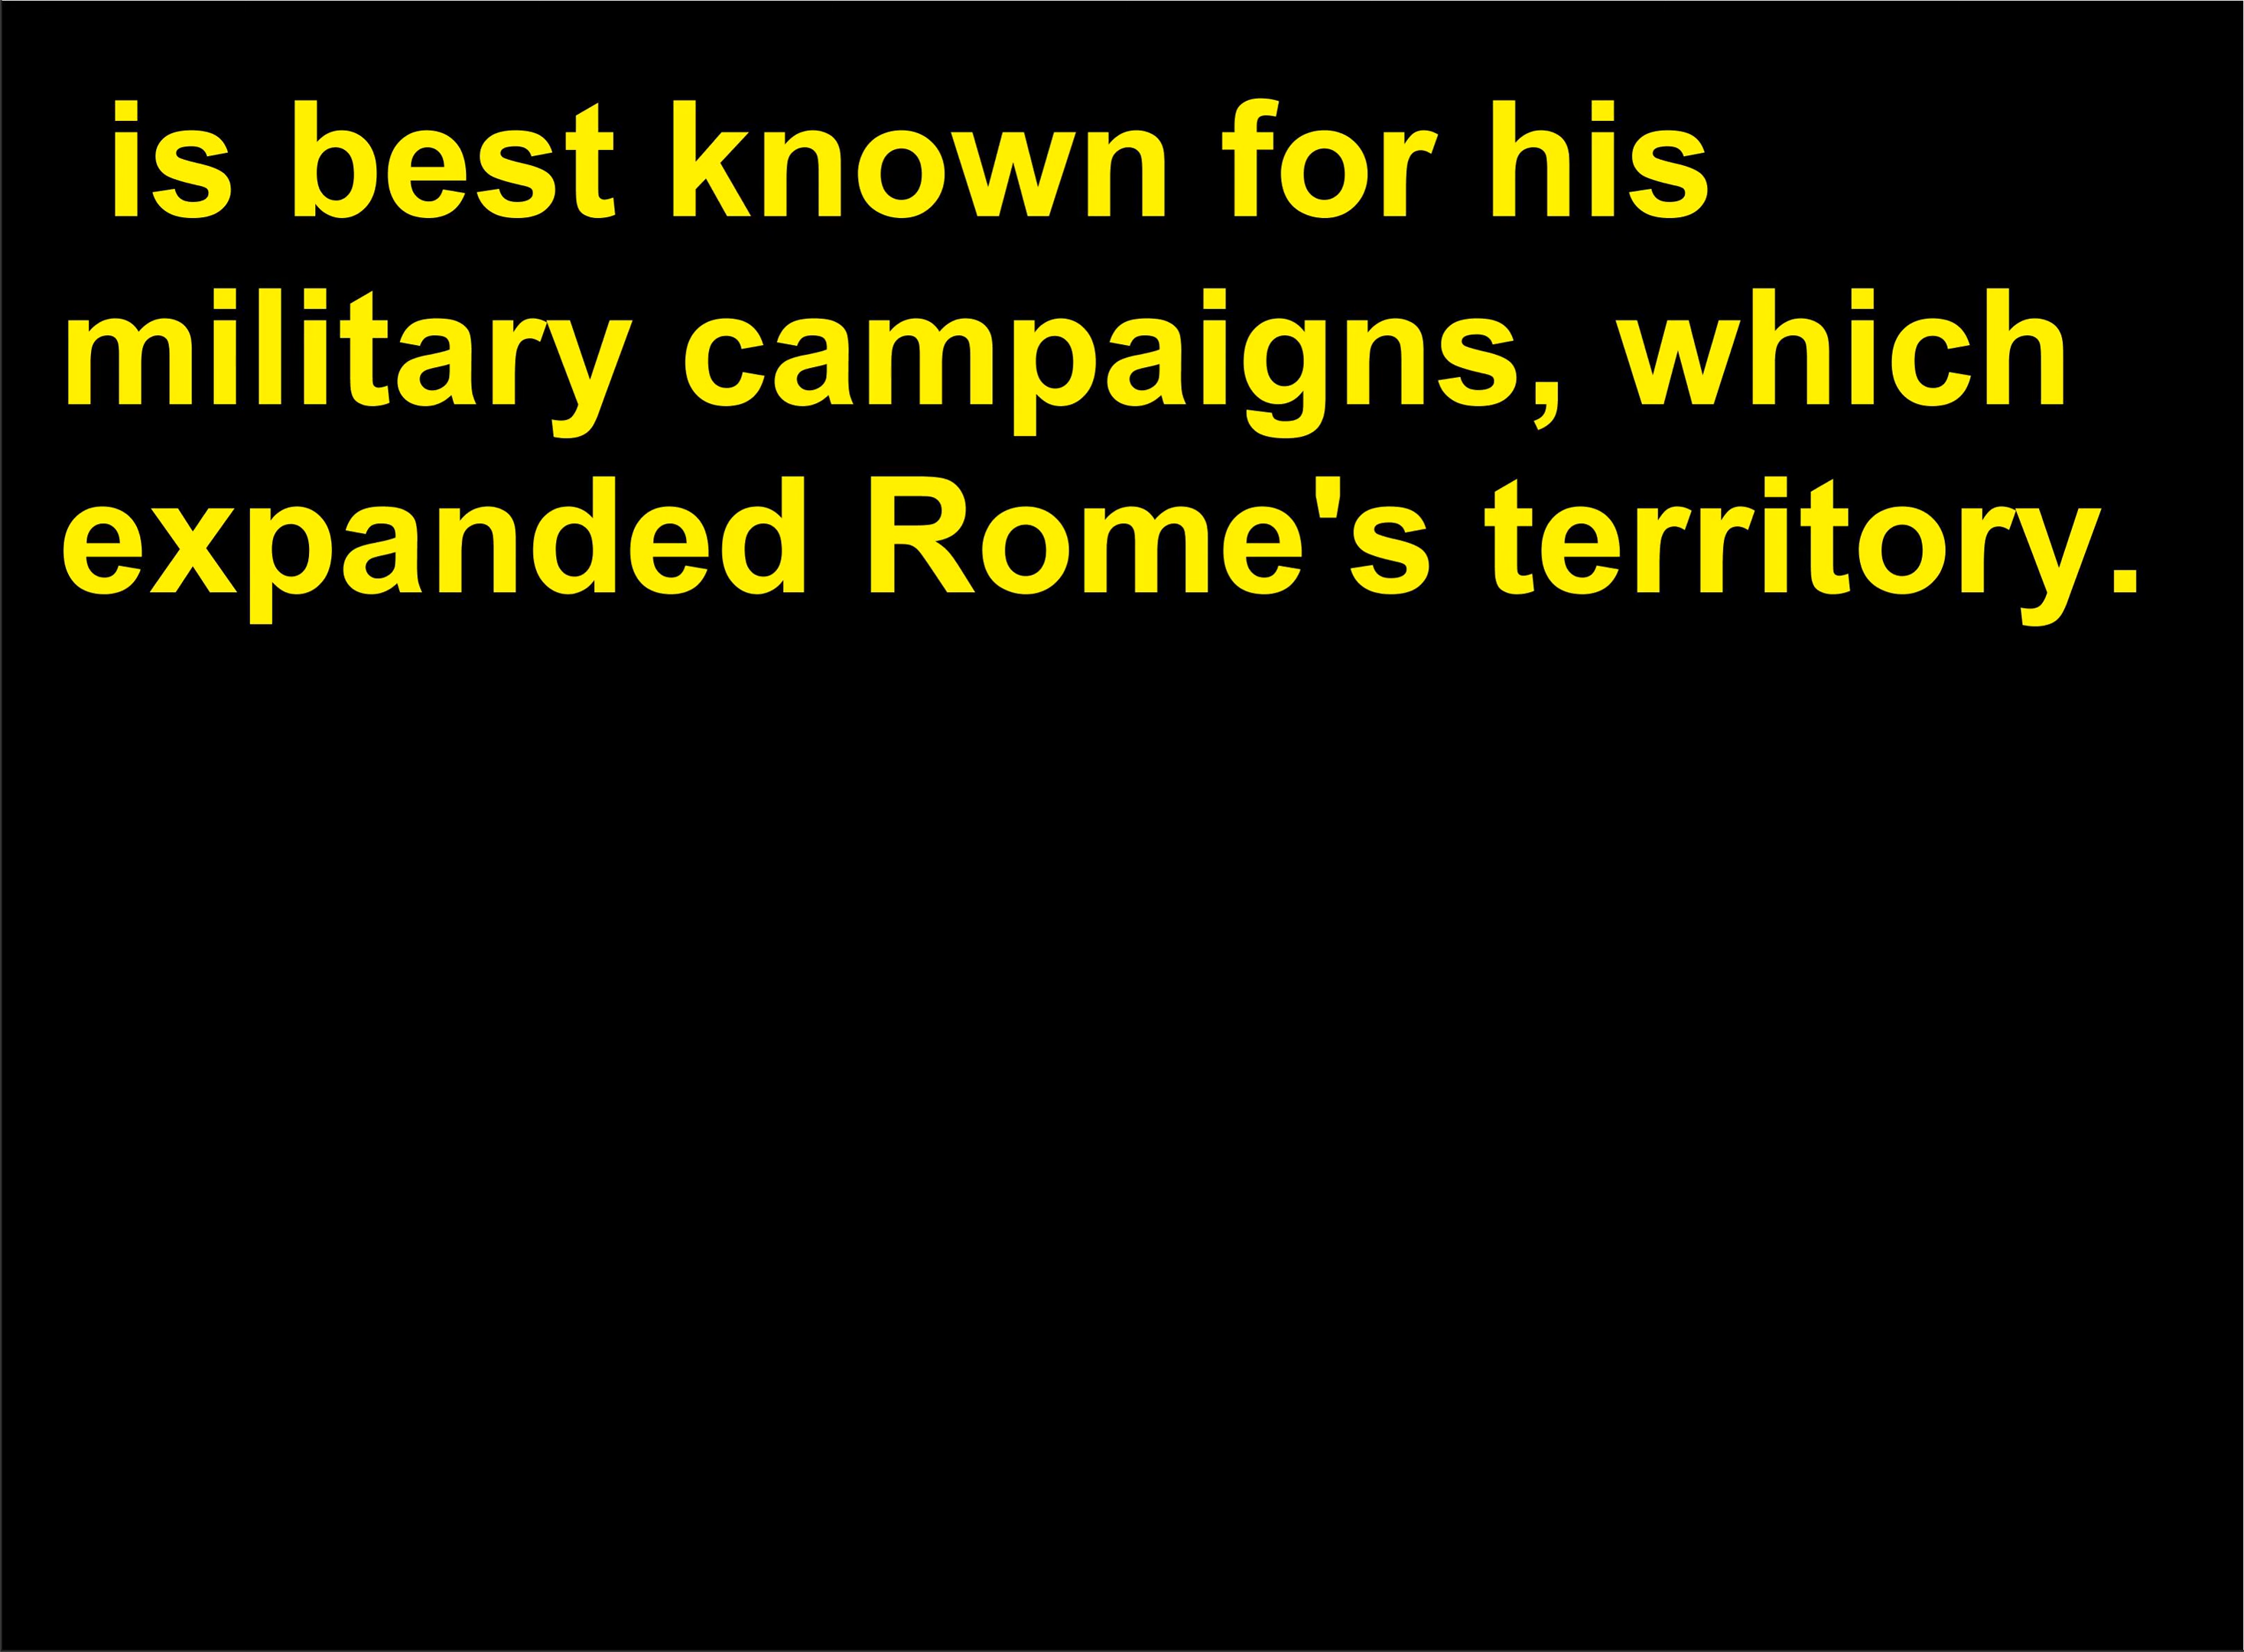 is best known for his
military campaigns, which
expanded Rome's territory.